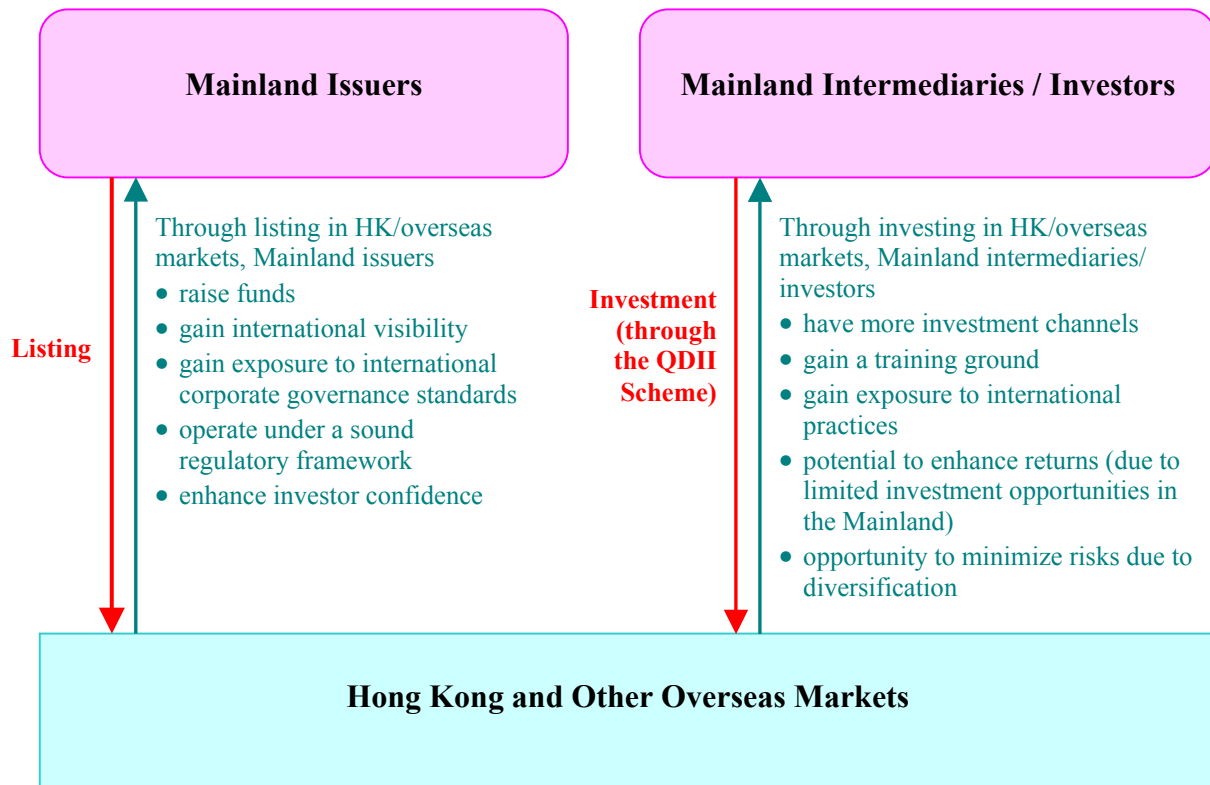 Mainland Issuers
Mainland Intermediaries / Investors
Listing
Through listing in HK/overseas
markets, Mainland issuers
• raise funds
• gain international visibility
• gain exposure to international
corporate governance standards
• operate under a sound
regulatory framework
• enhance investor confidence
Investment
(through
the QDII
Scheme)
Through investing in HK/overseas
markets, Mainland intermediaries/
investors
• have more investment channels
• gain a training ground
• gain exposure to international
practices
• potential to enhance returns (due to
limited investment opportunities in
the Mainland)
• opportunity to minimize risks due to
diversification
Hong Kong and Other Overseas Markets